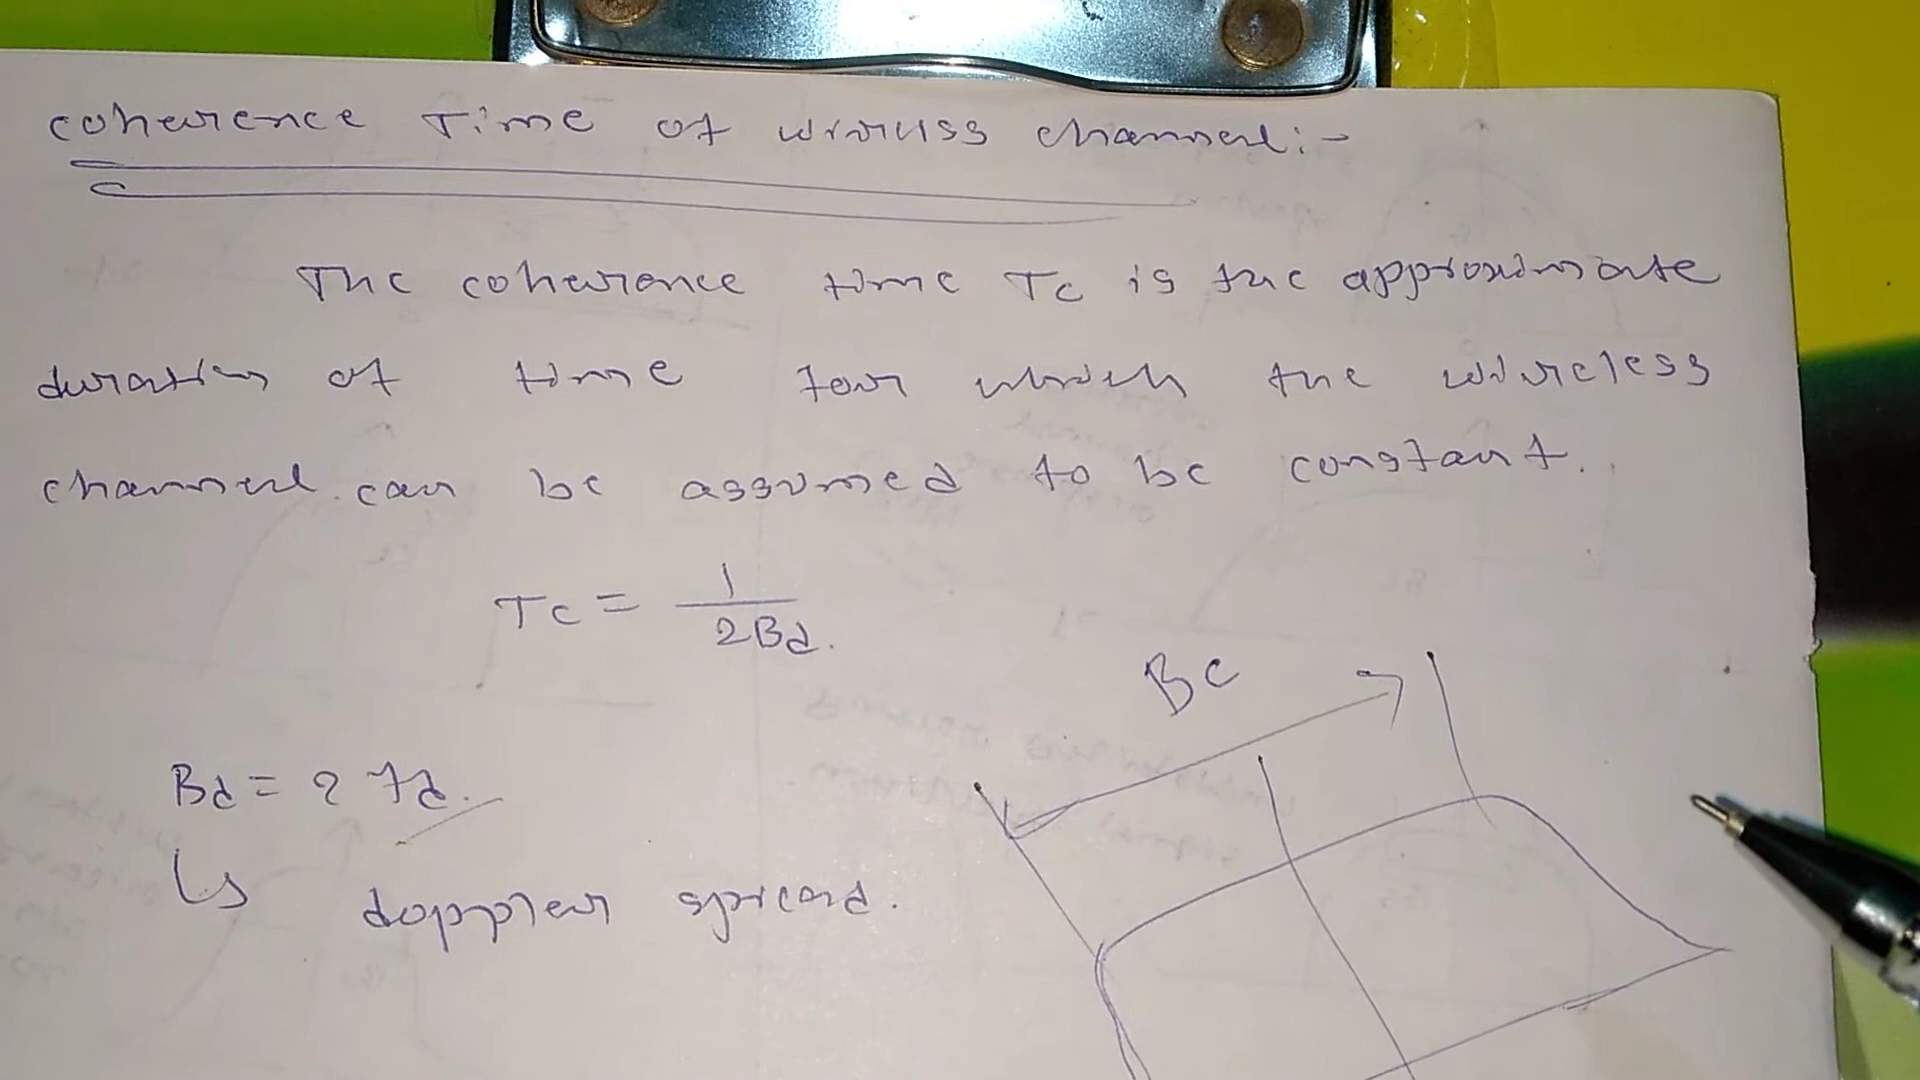 coherence Time of wireless channel:-
The coherence time Tc is the approximate
duration of time for which the wireless
channel can be assumed to be constant.
Tc = 1
2Bd.
Bc
Bd = 2 fd.
↳ doppler spread.